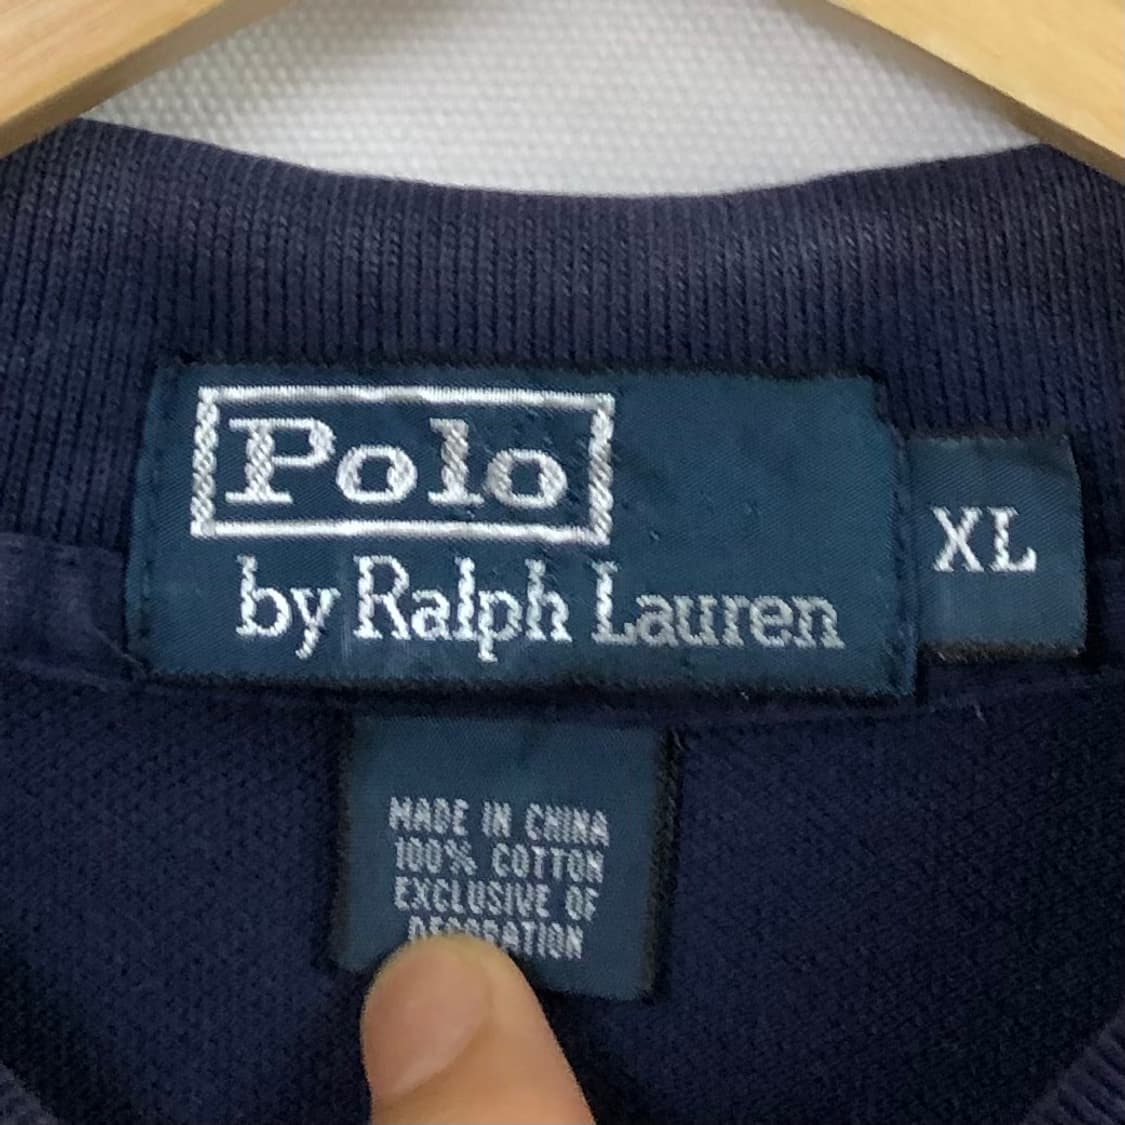 Polo
by Ralph Lauren
XL
MADE IN CHINA
100% COTTON
EXCLUSIVE OF
DECORATION